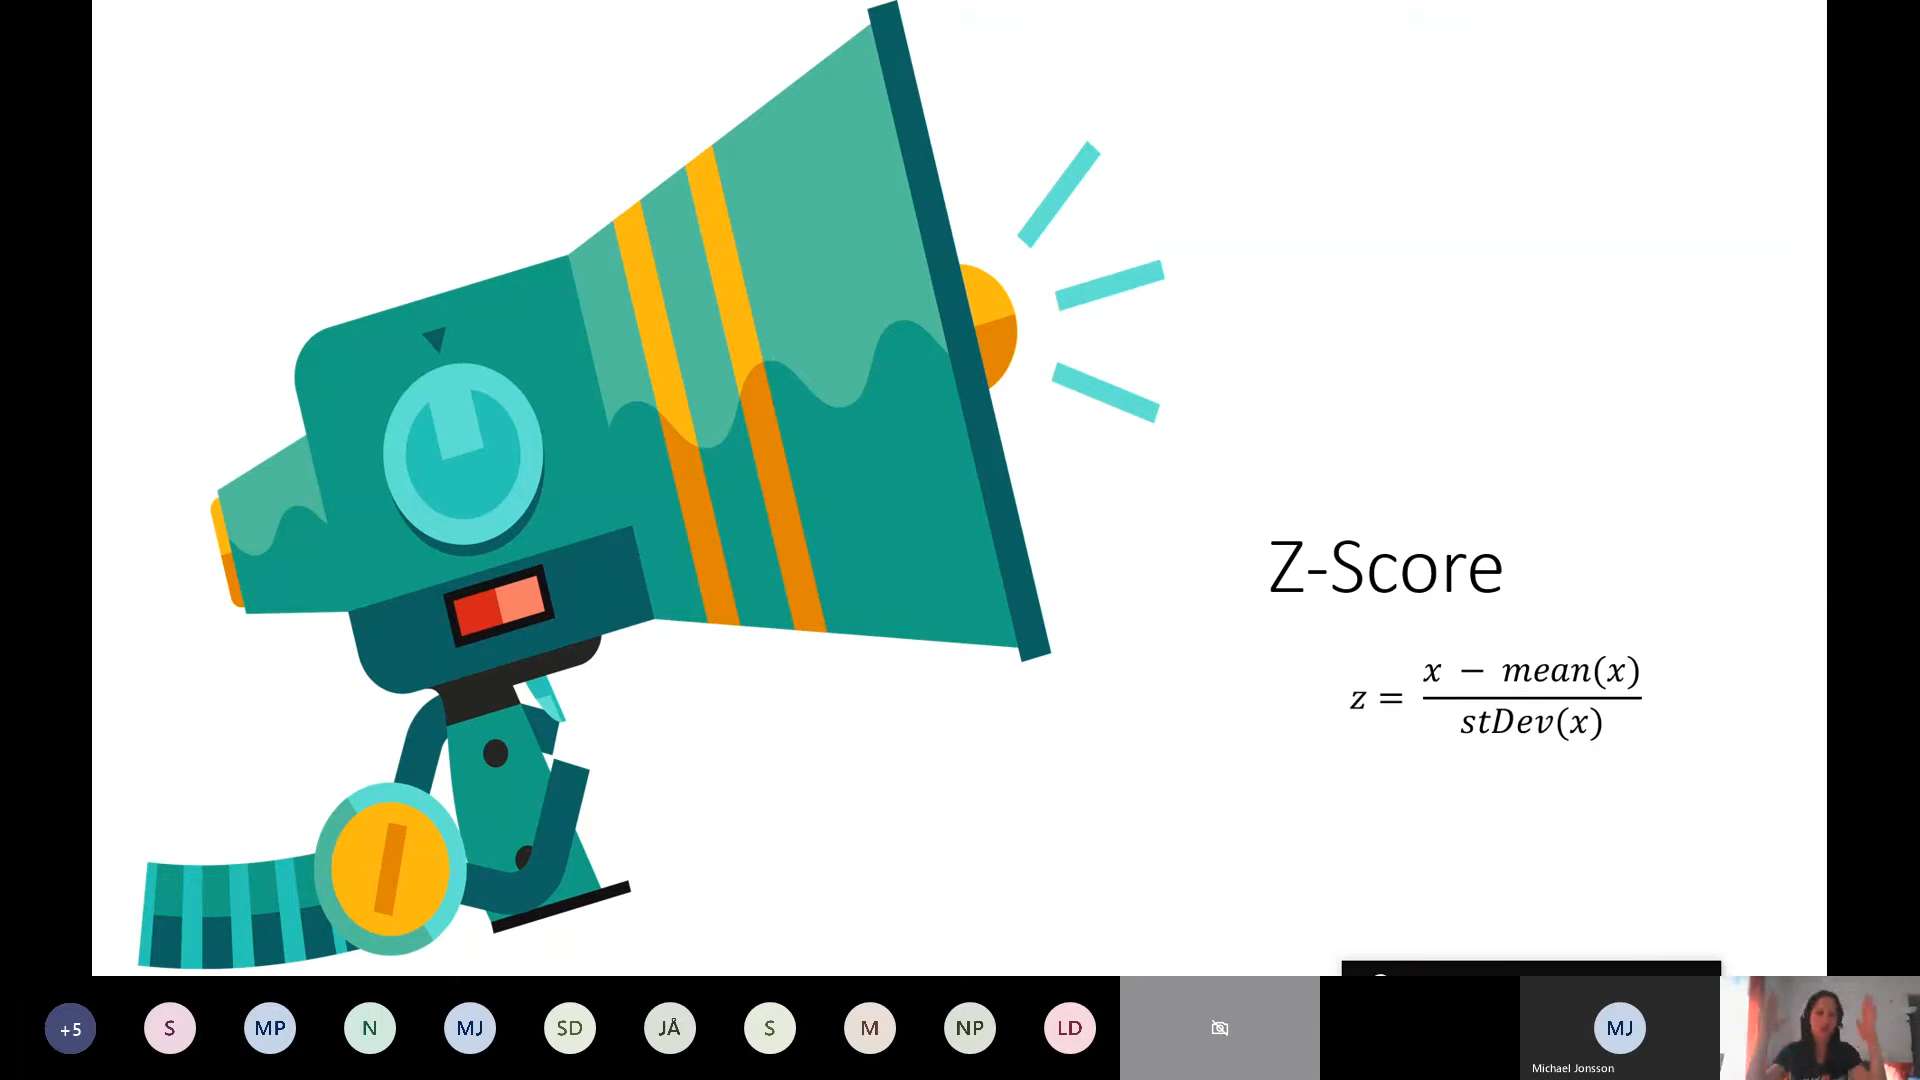 Z-Score
z = x − mean(x) / stDev(x)
+5
S
MP
N
MJ
SD
JÅ
S
M
NP
LD
MJ
Michael Jonsson